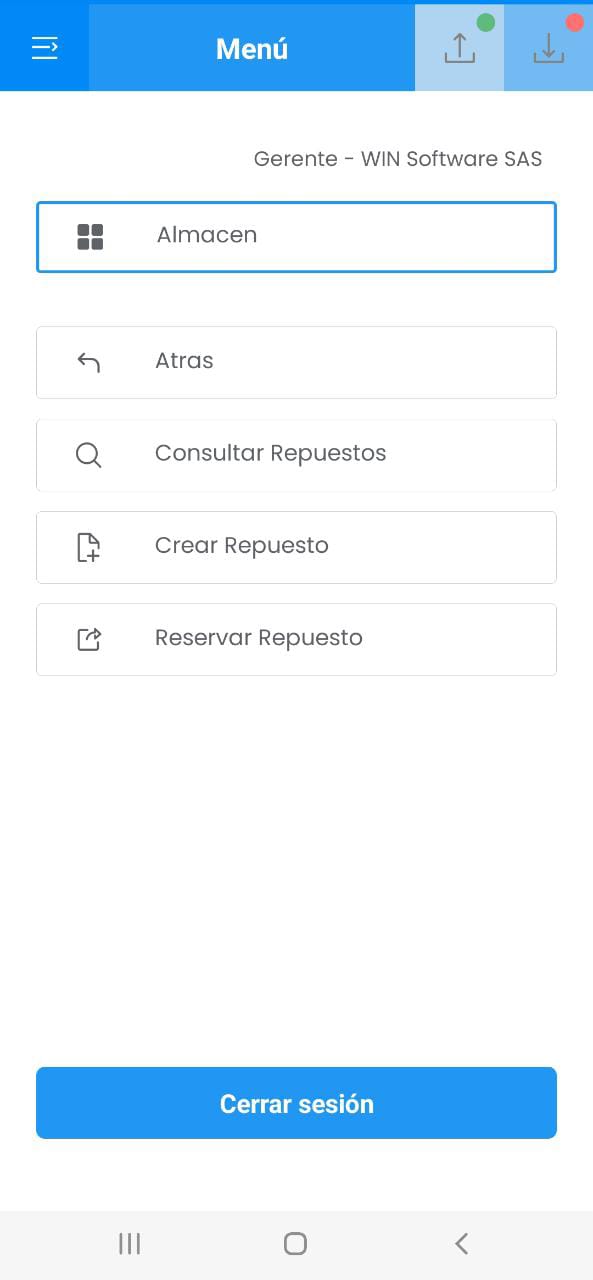 Menú
Gerente - WIN Software SAS
Almacen
Atras
Consultar Repuestos
Crear Repuesto
Reservar Repuesto
Cerrar sesión